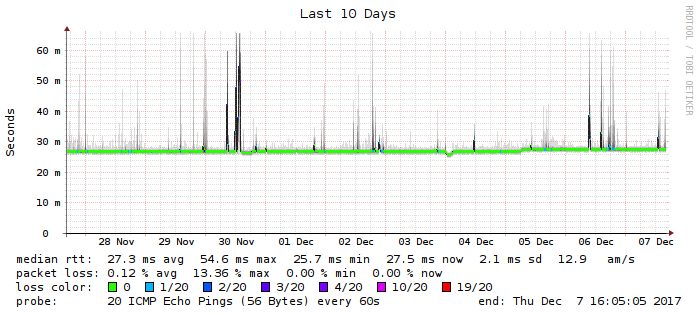 Last 10 Days
RRDTOOL / TOBI OETIKER
Seconds
60 m
50 m
40 m
30 m
20 m
10 m
0
28 Nov 29 Nov 30 Nov 01 Dec 02 Dec 03 Dec 04 Dec 05 Dec 06 Dec 07 Dec
median rtt: 27.3 ms avg 54.6 ms max 25.7 ms min 27.5 ms now 2.1 ms sd 12.9 am/s
packet loss: 0.12 % avg 13.36 % max 0.00 % min 0.00 % now
loss color: 0 1/20 2/20 3/20 4/20 10/20 19/20
probe: 20 ICMP Echo Pings (56 Bytes) every 60s end: Thu Dec 7 16:05:05 2017